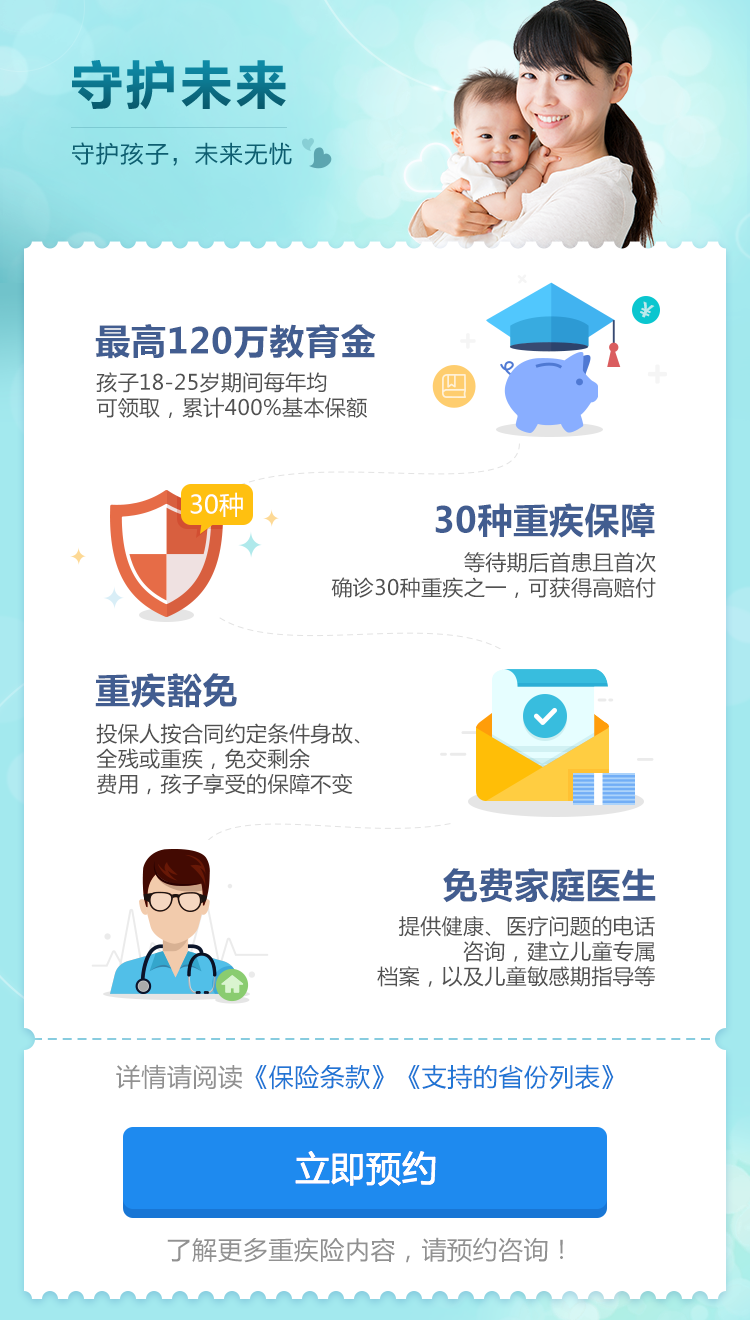 守护未来
守护孩子，未来无忧
最高120万教育金
孩子18-25岁期间每年均
可领取，累计400%基本保额
¥
30种
30种重疾保障
等待期后首患且首次
确诊30种重疾之一，可获得高赔付
重疾豁免
投保人按合同约定条件身故、
全残或重疾，免交剩余
费用，孩子享受的保障不变
免费家庭医生
提供健康、医疗问题的电话
咨询，建立儿童专属
档案，以及儿童敏感期指导等
详情请阅读《保险条款》《支持的省份列表》
立即预约
了解更多重疾险内容，请预约咨询！